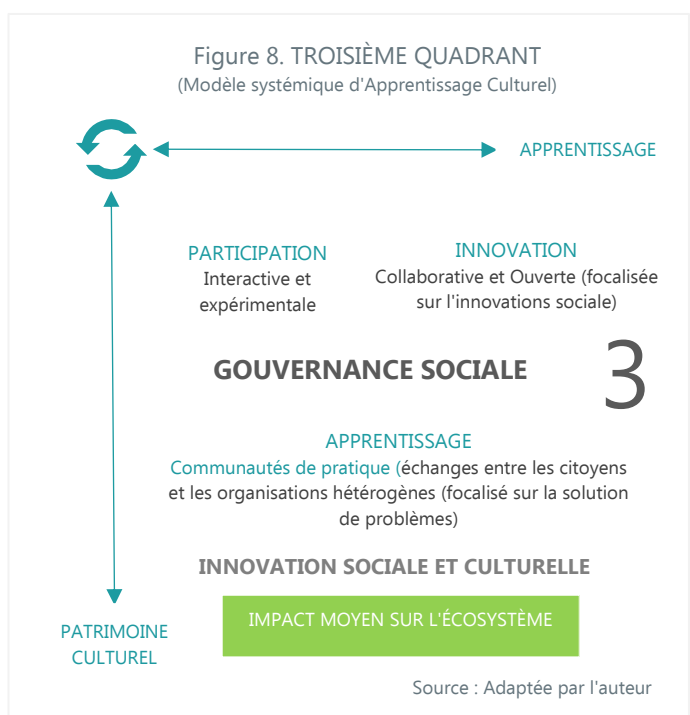 Figure 8. TROISIÈME QUADRANT
(Modèle systémique d'Apprentissage Culturel)
APPRENTISSAGE
PARTICIPATION
Interactive et
expérimentale
INNOVATION
Collaborative et Ouverte (focalisée
sur l'innovations sociale)
GOUVERNANCE SOCIALE
3
APPRENTISSAGE
Communautés de pratique (échanges entre les citoyens
et les organisations hétérogènes (focalisé sur la solution
de problèmes)
INNOVATION SOCIALE ET CULTURELLE
IMPACT MOYEN SUR L'ÉCOSYSTÈME
PATRIMOINE
CULTUREL
Source : Adaptée par l'auteur